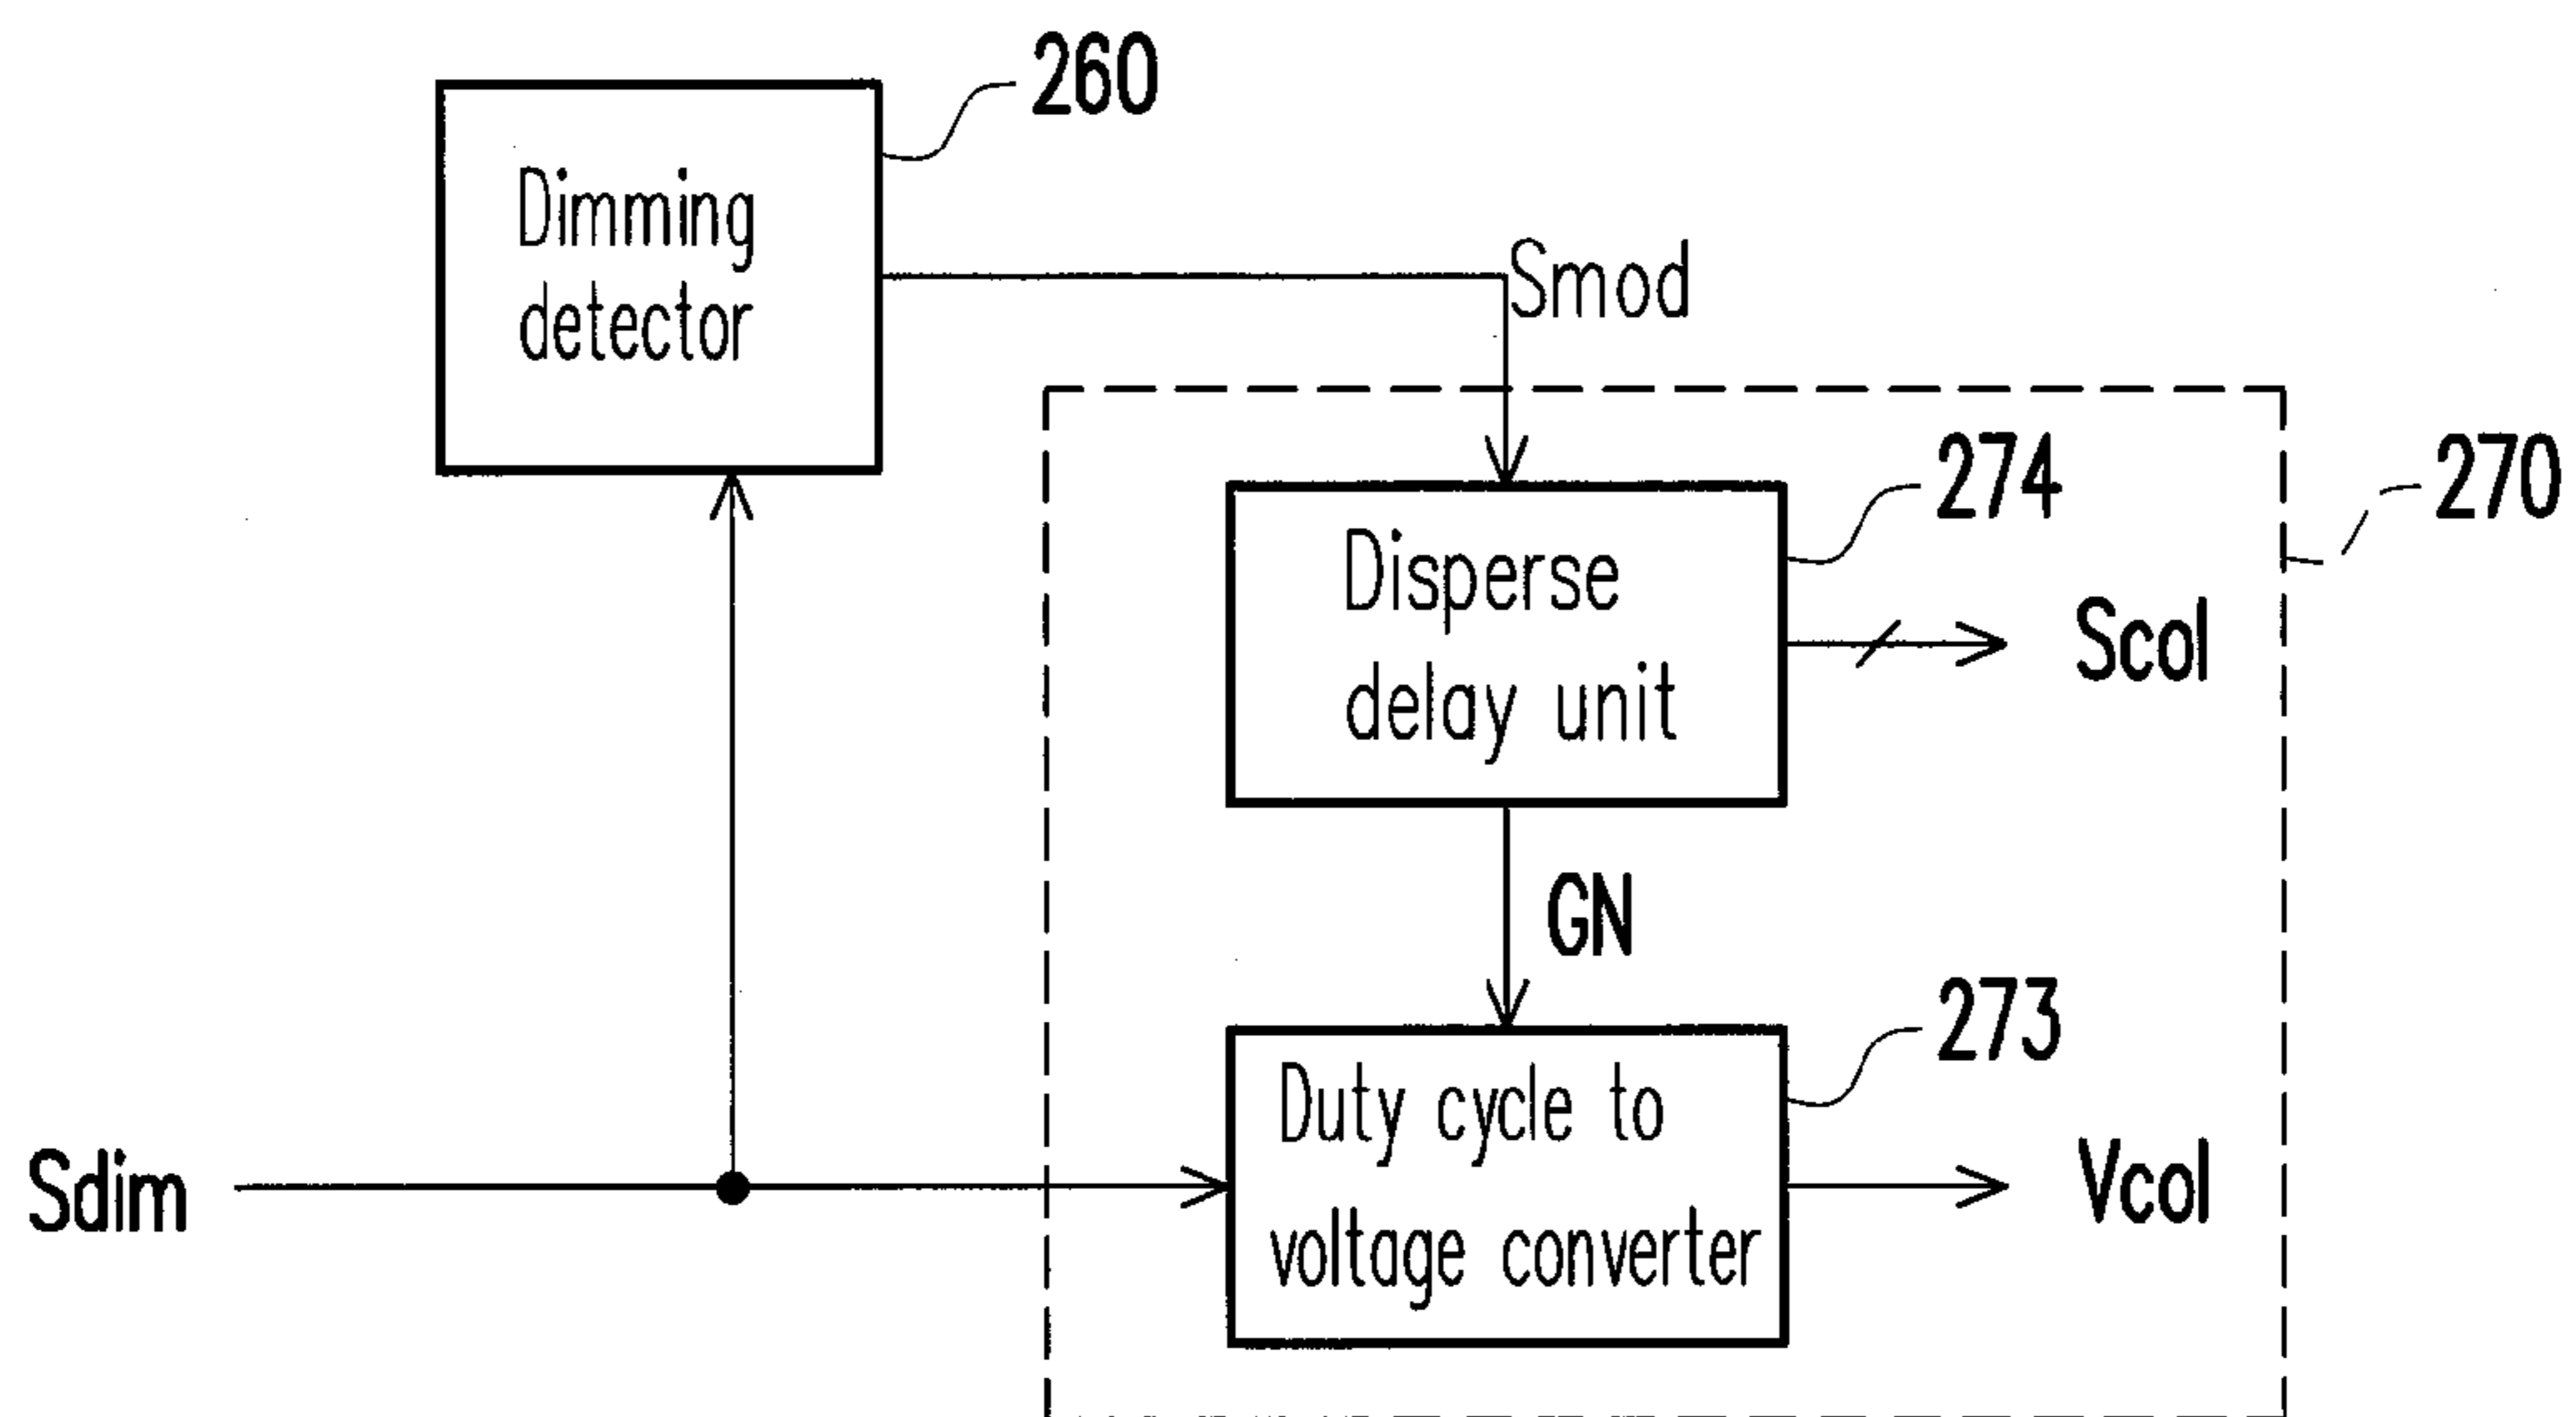 260
Dimming
detector
Smod
274
270
Disperse
delay unit
Scol
GN
273
Duty cycle to
voltage converter
Sdim
Vcol